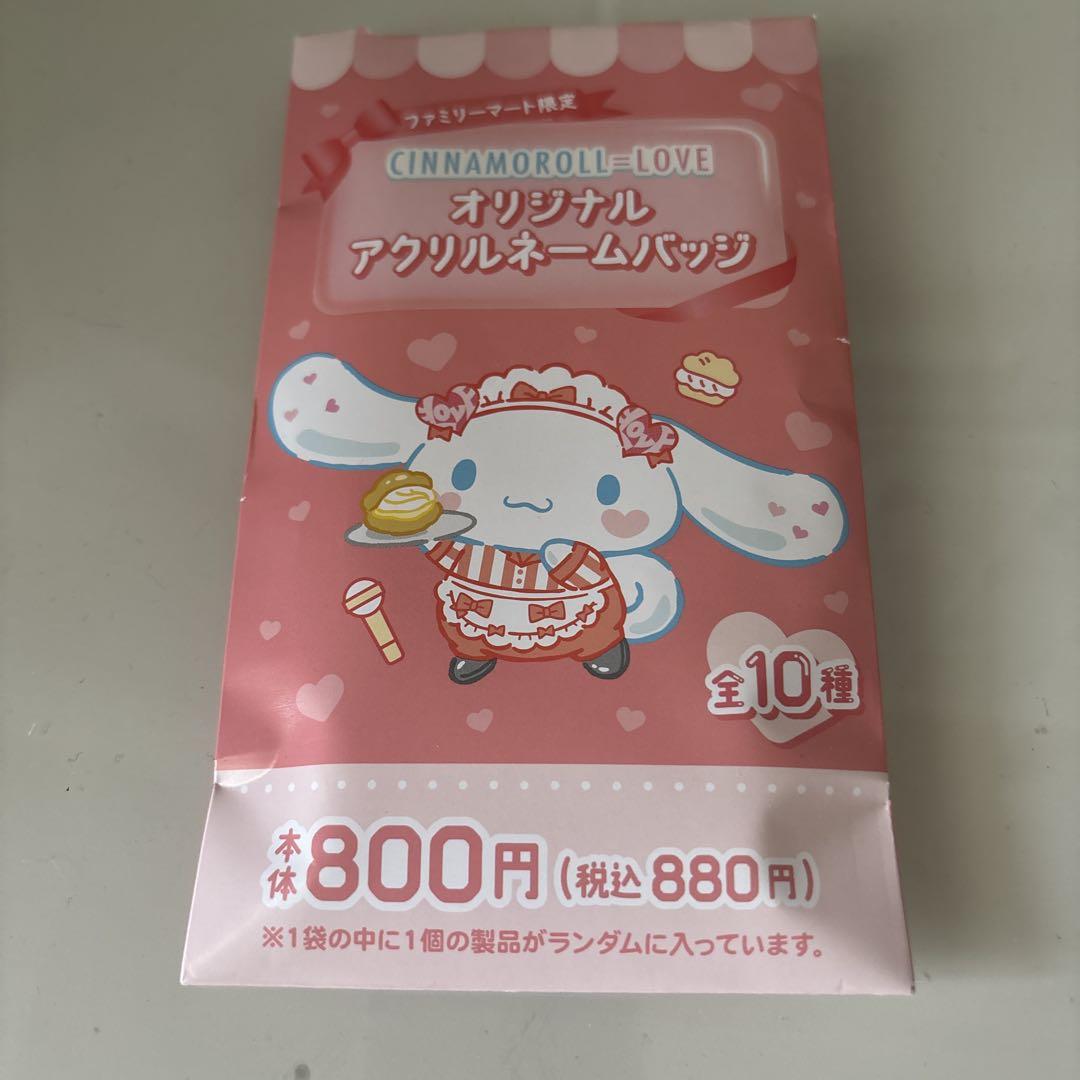 ファミリーマート限定
CINNAMOROLL=LOVE
オリジナル
アクリルネームバッジ
LOVE
LOVE
全10種
本体800円(税込880円)
※1袋の中に1個の製品がランダムに入っています。